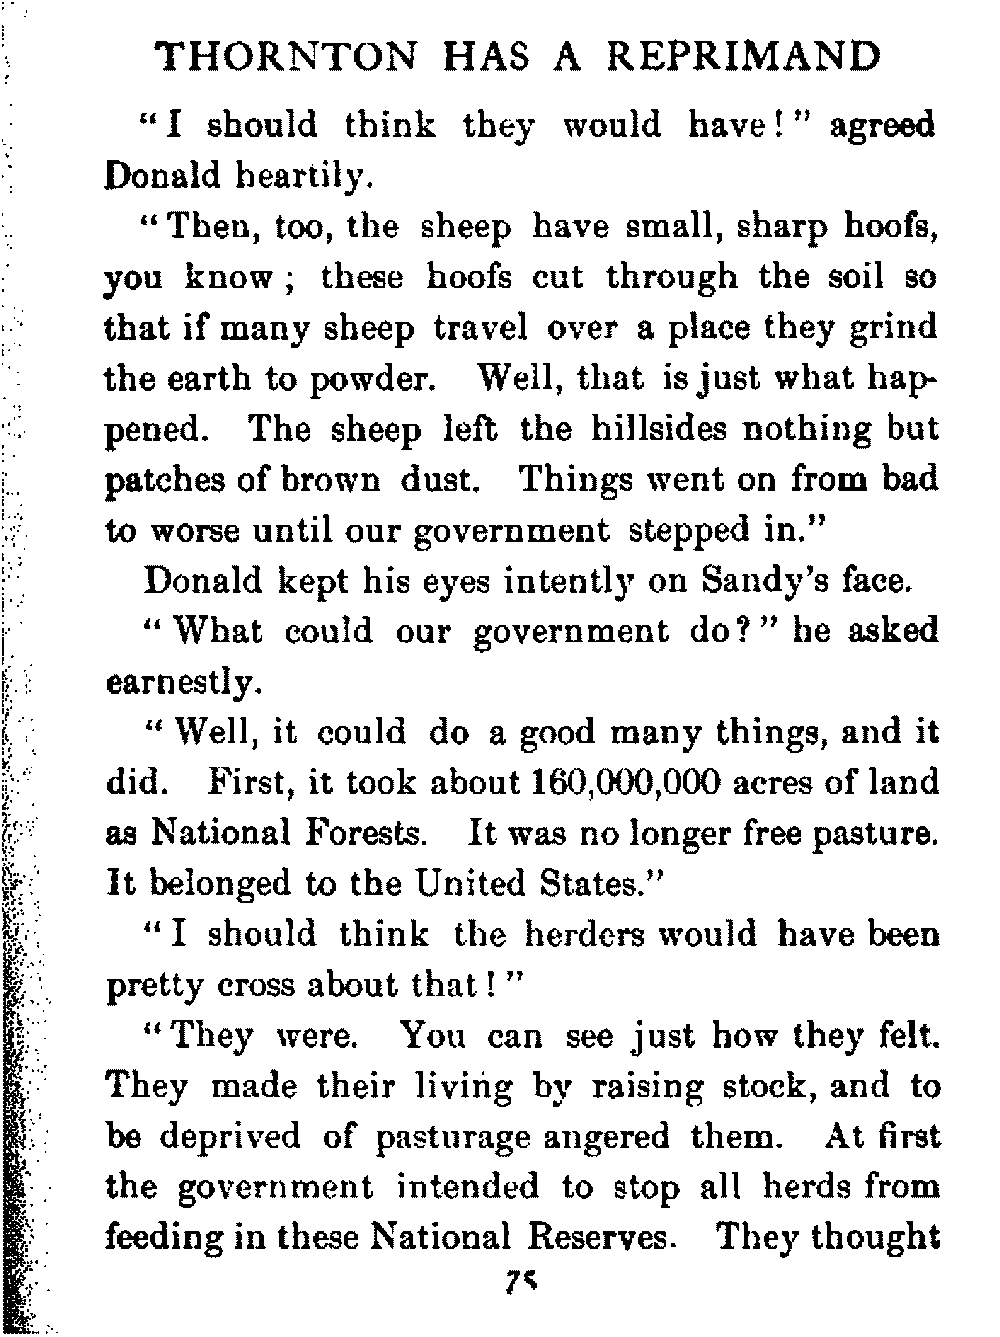 THORNTON HAS A REPRIMAND
"I should think they would have!" agreed
Donald heartily.
"Then, too, the sheep have small, sharp hoofs,
you know; these hoofs cut through the soil so
that if many sheep travel over a place they grind
the earth to powder. Well, that is just what hap-
pened. The sheep left the hillsides nothing but
patches of brown dust. Things went on from bad
to worse until our government stepped in."
Donald kept his eyes intently on Sandy's face.
"What could our government do?" he asked
earnestly.
"Well, it could do a good many things, and it
did. First, it took about 160,000,000 acres of land
as National Forests. It was no longer free pasture.
It belonged to the United States."
"I should think the herders would have been
pretty cross about that!"
"They were. You can see just how they felt.
They made their living by raising stock, and to
be deprived of pasturage angered them. At first
the government intended to stop all herds from
feeding in these National Reserves. They thought
75